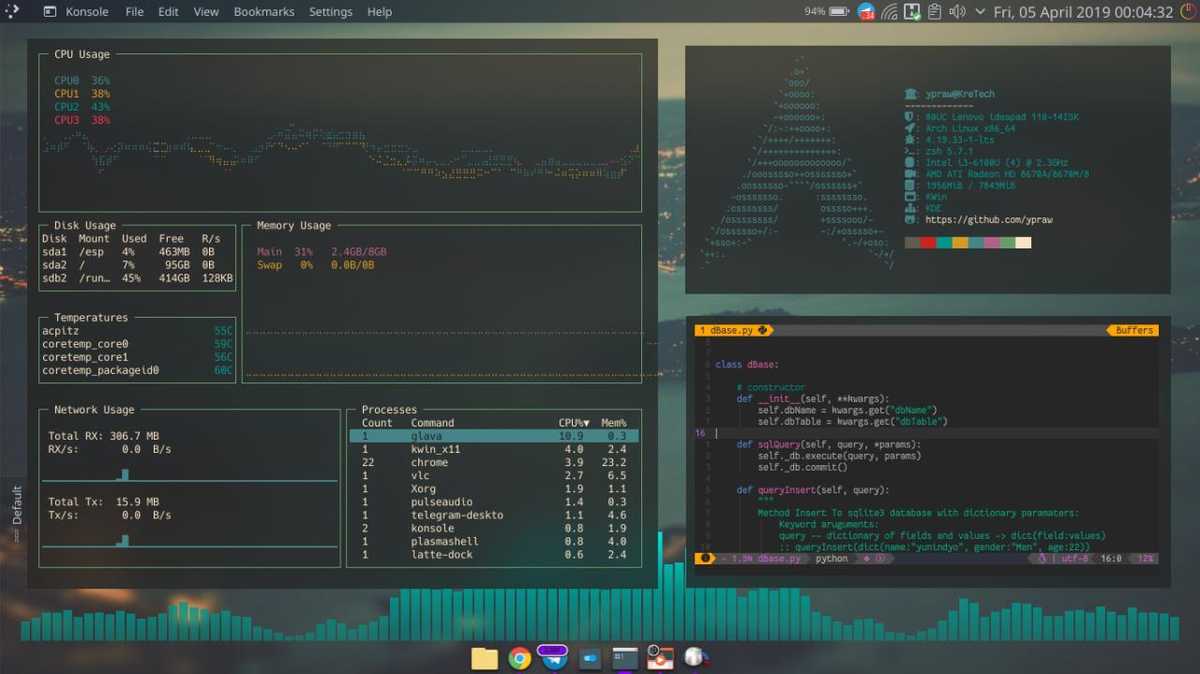 Konsole File Edit View Bookmarks Settings Help
94% Fri, 05 April 2019 00:04:32
CPU Usage
CPU0 36%
CPU1 38%
CPU2 43%
CPU3 38%
Disk Usage
Disk Mount Used Free R/s
sda1 /esp 4% 463MB 0B
sda2 / 7% 95GB 0B
sdb2 /run… 45% 414GB 128KB
Memory Usage
Main 31% 2.4GB/8GB
Swap 0% 0.0B/0B
Temperatures
acpitz 55C
coretemp_core0 59C
coretemp_core1 56C
coretemp_packageid0 60C
Network Usage
Total RX: 306.7 MB
RX/s: 0.0 B/s
Total Tx: 15.9 MB
Tx/s: 0.0 B/s
Processes
Count Command CPU%▼ Mem%
1 glava 10.9 0.3
1 kwin_x11 4.0 2.4
22 chrome 3.9 23.2
1 vlc 2.7 6.5
1 Xorg 1.9 1.1
1 pulseaudio 1.4 0.3
1 telegram-deskto 1.1 4.6
2 konsole 0.8 1.9
1 plasmashell 0.8 4.0
1 latte-dock 0.6 2.4
Default
ypraw@KreTech
-------------
: 80UC Lenovo ideapad 110-14ISK
: Arch Linux x86_64
: 4.19.33-1-lts
: zsh 5.7.1
: Intel i3-6100U (4) @ 2.3GHz
: AMD ATI Radeon HD 8670A/8670M/8
: 1956MiB / 7849MiB
: KWin
: KDE
: https://github.com/ypraw
1 dBase.py Buffers
class dBase:
# constructor
def __init__(self, **kwargs):
self.dbName = kwargs.get("dbName")
self.dbTable = kwargs.get("dbTable")
16
def sqlQuery(self, query, *params):
self._db.execute(query, params)
self._db.commit()
def queryInsert(self, query):
"""
Method Insert To sqlite3 database with dictionary paramaters:
Keyword aruguments:
query -- dictionary of fields and values -> dict(field:values)
:: queryInsert(dict(name:"yunindyo", gender:"Men", age:22))
1.3k dBase.py python utf-8 16:0 12%